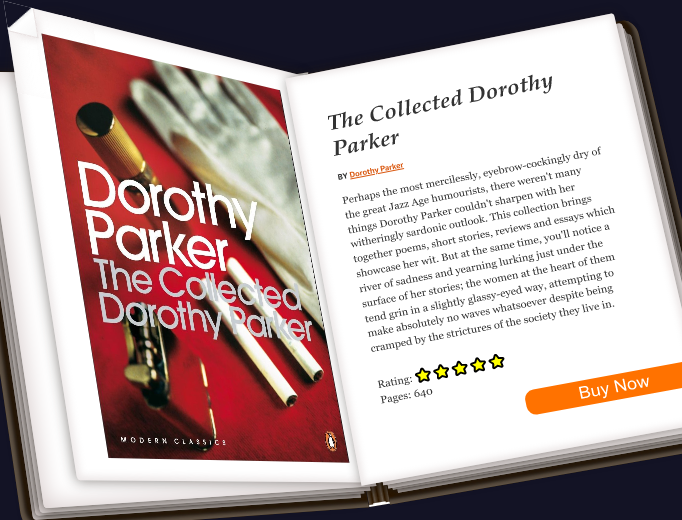 Dorothy
Parker
The Collected
Dorothy Parker
MODERN CLASSICS
The Collected Dorothy
Parker
BY Dorothy Parker
Perhaps the most mercilessly, eyebrow-cockingly dry of
the great Jazz Age humourists, there weren't many
things Dorothy Parker couldn't sharpen with her
witheringly sardonic outlook. This collection brings
together poems, short stories, reviews and essays which
showcase her wit. But at the same time, you'll notice a
river of sadness and yearning lurking just under the
surface of her stories; the women at the heart of them
tend grin in a slightly glassy-eyed way, attempting to
make absolutely no waves whatsoever despite being
cramped by the strictures of the society they live in.
Rating:
Pages: 640
Buy Now